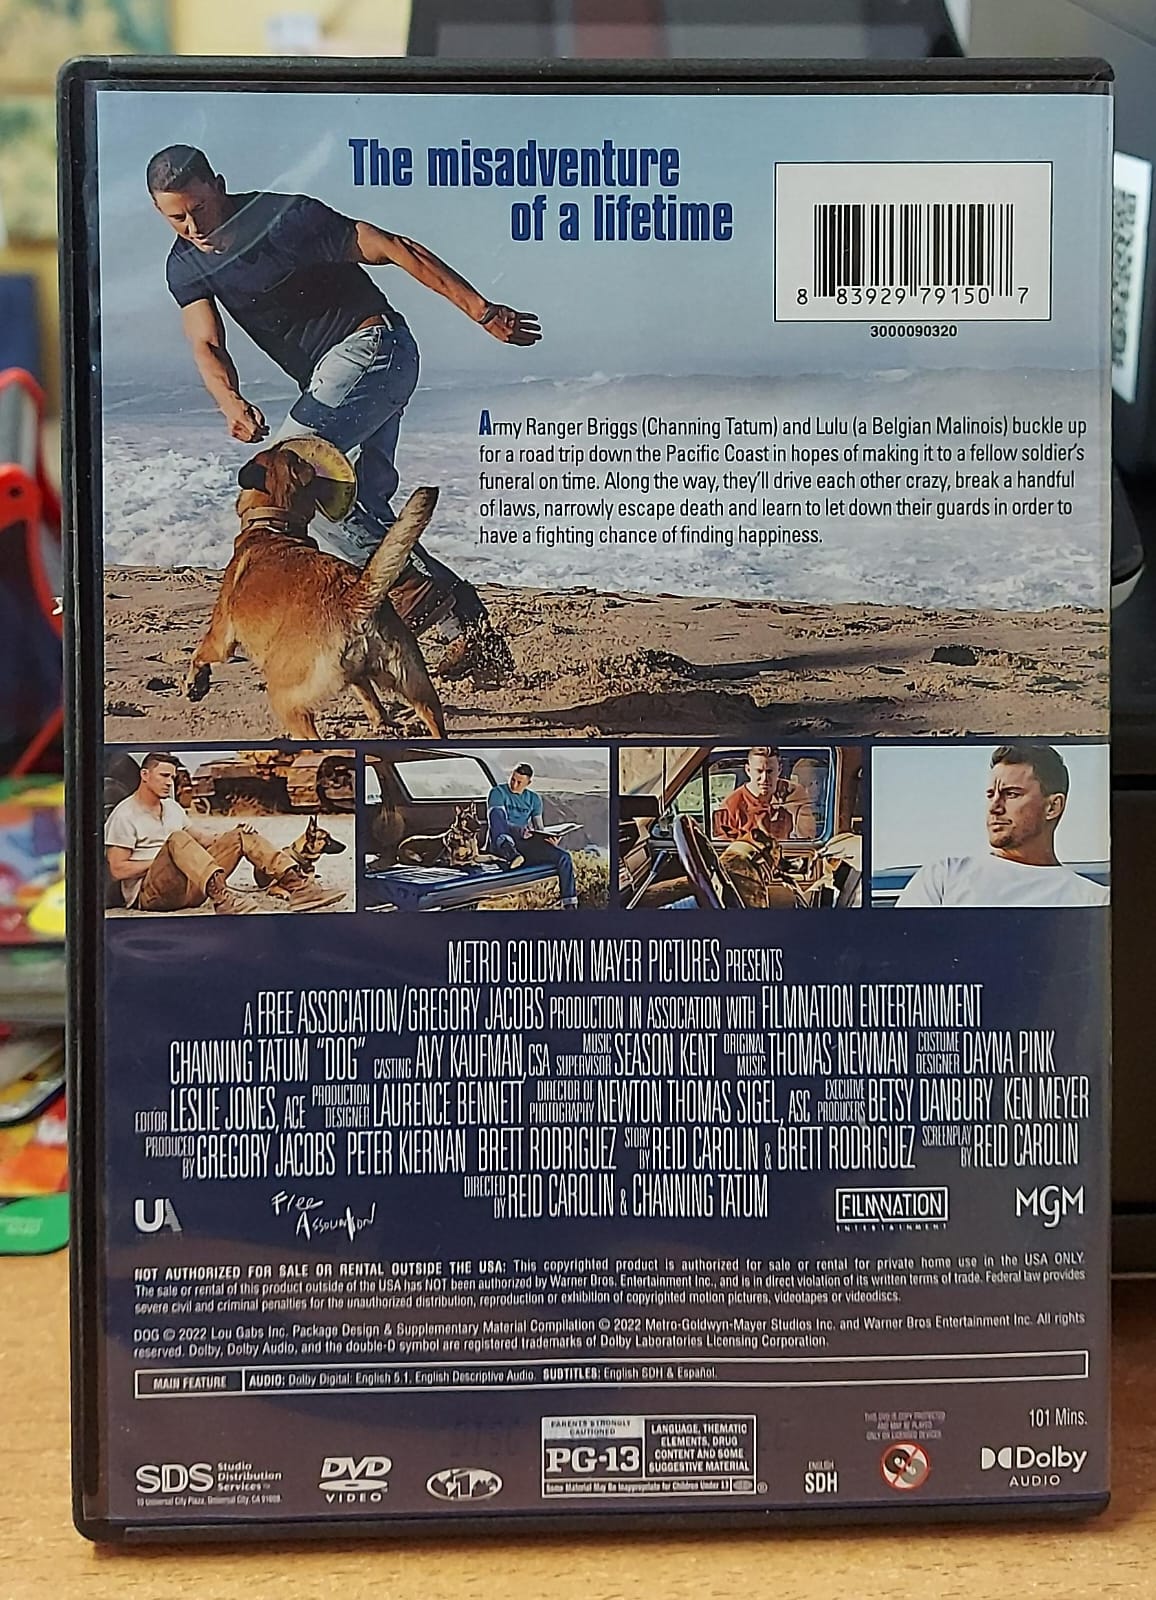 The misadventure
of a lifetime
8 83929 79150 7
3000090320
Army Ranger Briggs (Channing Tatum) and Lulu (a Belgian Malinois) buckle up
for a road trip down the Pacific Coast in hopes of making it to a fellow soldier's
funeral on time. Along the way, they'll drive each other crazy, break a handful
of laws, narrowly escape death and learn to let down their guards in order to
have a fighting chance of finding happiness.
METRO GOLDWYN MAYER PICTURES PRESENTS
A FREE ASSOCIATION/GREGORY JACOBS PRODUCTION IN ASSOCIATION WITH FILMNATION ENTERTAINMENT
CHANNING TATUM "DOG" CASTING AVY KAUFMAN, CSA MUSIC SUPERVISOR SEASON KENT ORIGINAL MUSIC THOMAS NEWMAN COSTUME DESIGNER DAYNA PINK
EDITOR LESLIE JONES, ACE PRODUCTION DESIGNER LAURENCE BENNETT DIRECTOR OF PHOTOGRAPHY NEWTON THOMAS SIGEL, ASC EXECUTIVE PRODUCERS BETSY DANBURY KEN MEYER
PRODUCED BY GREGORY JACOBS PETER KIERNAN BRETT RODRIGUEZ STORY BY REID CAROLIN & BRETT RODRIGUEZ SCREENPLAY BY REID CAROLIN
DIRECTED BY REID CAROLIN & CHANNING TATUM
UA
Free Association
FILMNATION
ENTERTAINMENT
MGM
NOT AUTHORIZED FOR SALE OR RENTAL OUTSIDE THE USA: This copyrighted product is authorized for sale or rental for private home use in the USA ONLY.
The sale or rental of this product outside of the USA has NOT been authorized by Warner Bros. Entertainment Inc., and is in direct violation of its written terms of trade. Federal law provides
severe civil and criminal penalties for the unauthorized distribution, reproduction or exhibition of copyrighted motion pictures, videotapes or videodiscs.
DOG © 2022 Lou Gabs Inc. Package Design & Supplementary Material Compilation © 2022 Metro-Goldwyn-Mayer Studios Inc. and Warner Bros Entertainment Inc. All rights
reserved. Dolby, Dolby Audio, and the double-D symbol are registered trademarks of Dolby Laboratories Licensing Corporation.
MAIN FEATURE AUDIO: Dolby Digital: English 5.1, English Descriptive Audio. SUBTITLES: English SDH & Español.
101 Mins.
THIS DVD IS COPY PROTECTED
AND MAY BE PLAYED
ONLY ON LICENSED DEVICES
PARENTS STRONGLY
CAUTIONED
PG-13
LANGUAGE, THEMATIC
ELEMENTS, DRUG
CONTENT AND SOME
SUGGESTIVE MATERIAL
Some Material May Be Inappropriate for Children Under 13
SDS Studio
Distribution
Services
10 Universal City Plaza, Universal City, CA 91608
DVD
VIDEO
1
ENGLISH
SDH
Dolby
AUDIO